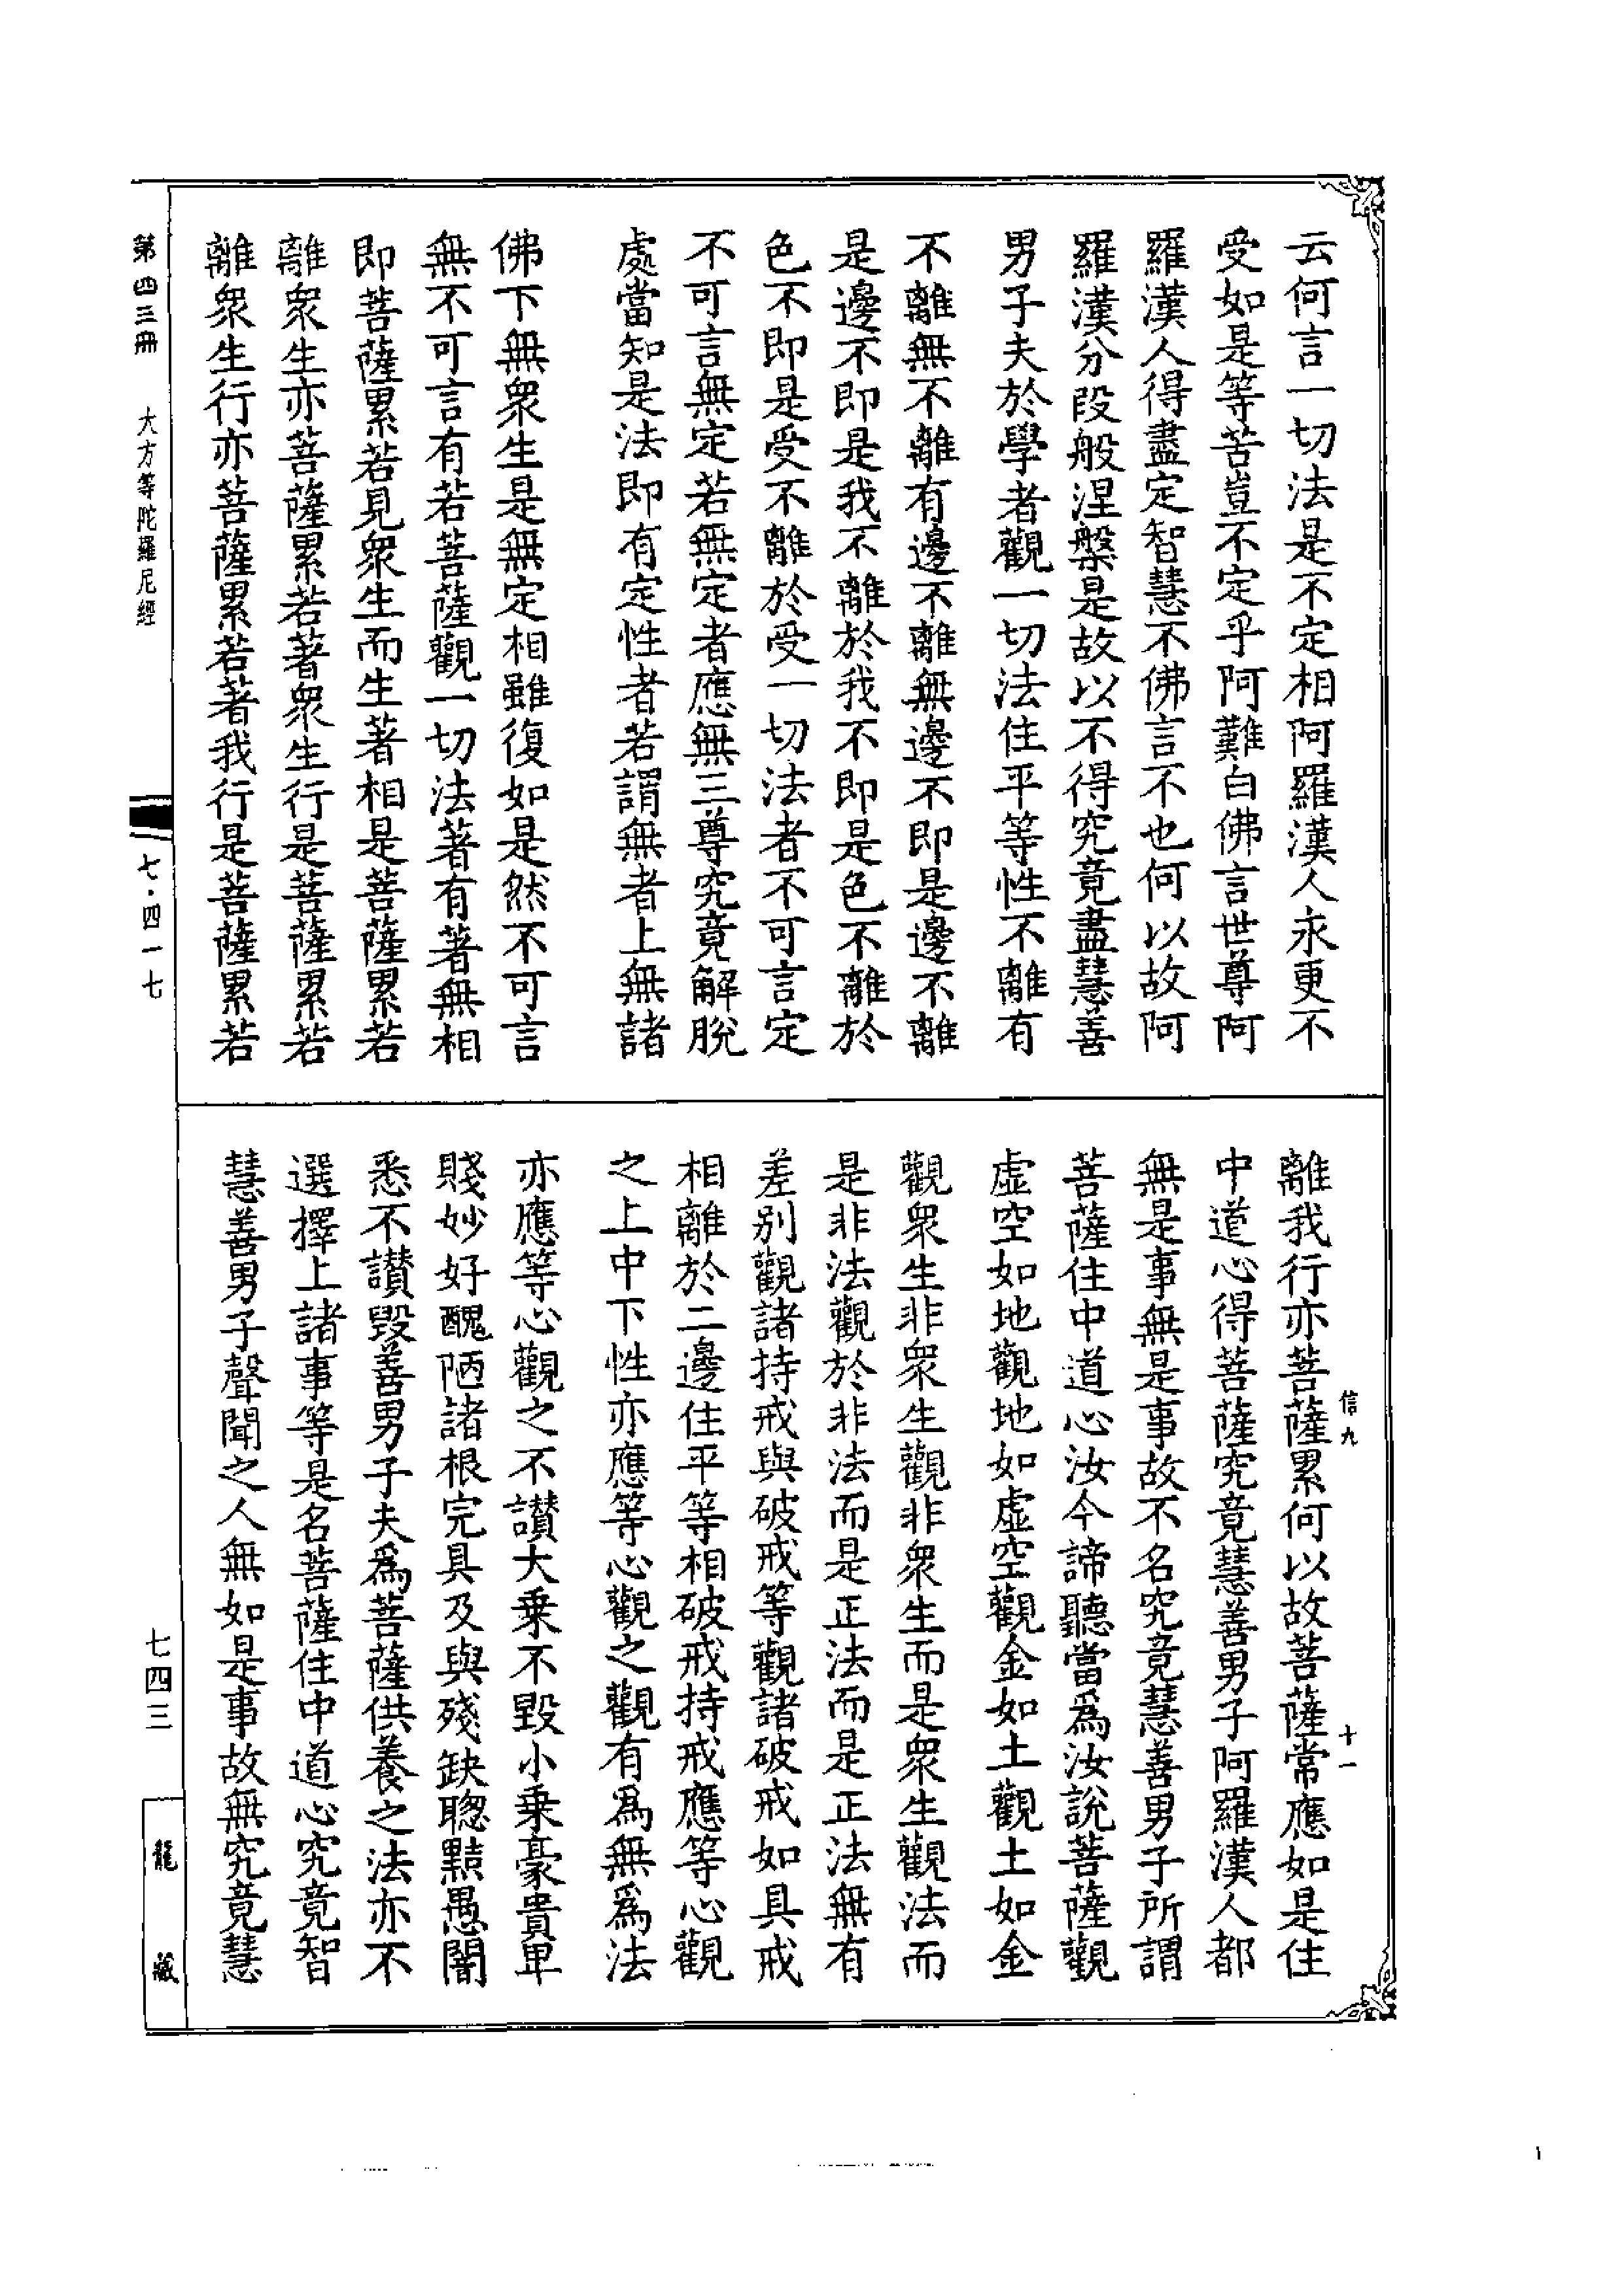 云何言一切法是不定相阿羅漢人永更不
受如是等苦豈不定乎阿難白佛言世尊阿
羅漢人得盡定智慧不佛言不也何以故阿
羅漢分段般涅槃是故以不得究竟盡慧善
男子夫於學者觀一切法住平等性不離有
不離無不離有邊不離無邊不即是邊不離
是邊不即是我不離於我不即是色不離於
色不即是受不離於受一切法者不可言定
不可言無定若無定者應無三尊究竟解脫
處當知是法即有定性者若謂無者上無諸
佛下無衆生是無定相雖復如是然不可言
無不可言有若菩薩觀一切法著有著無相
即菩薩累若見衆生而生著相是菩薩累若
離衆生亦菩薩累若著衆生行是菩薩累若
離衆生行亦菩薩累若著我行是菩薩累若
離我行亦菩薩累何以故菩薩常應如是住
中道心得菩薩究竟慧善男子阿羅漢人都
無是事無是事故不名究竟慧善男子所謂
菩薩住中道心汝今諦聽當爲汝說菩薩觀
虛空如地觀地如虛空觀金如土觀土如金
觀衆生非衆生觀非衆生而是衆生觀法而
是非法觀於非法而是正法而是正法無有
差別觀諸持戒與破戒等觀諸破戒如具戒
相離於二邊住平等相破戒持戒應等心觀
之上中下性亦應等心觀之觀有爲無爲法
亦應等心觀之不讃大乗不毀小乗豪貴卑
賤妙好醜陋諸根完具及與殘缺聦黠愚闇
悉不讃毀善男子夫爲菩薩供養之法亦不
選擇上諸事等是名菩薩住中道心究竟智
慧善男子聲聞之人無如是事故無究竟慧
信九
十一
第四三冊
大方等陀羅尼經
七·四一七
七四三
龍藏